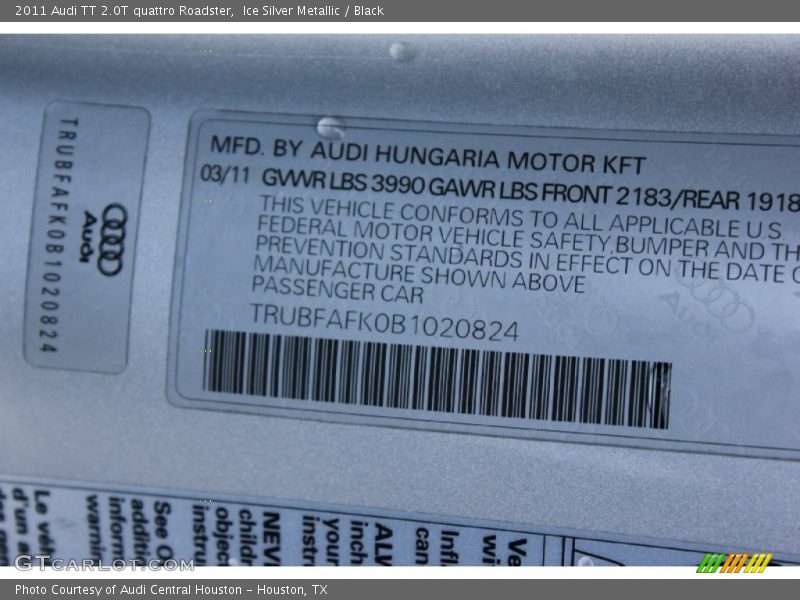 2011 Audi TT 2.0T quattro Roadster,  Ice Silver Metallic / Black
TRUBFAFK0B1020824
Audi
MFD. BY AUDI HUNGARIA MOTOR KFT
03/11 GVWR LBS 3990 GAWR LBS FRONT 2183/REAR 1918
THIS VEHICLE CONFORMS TO ALL APPLICABLE U.S.
FEDERAL MOTOR VEHICLE SAFETY, BUMPER AND
PREVENTION STANDARDS IN EFFECT ON THE DATE
MANUFACTURE SHOWN ABOVE
PASSENGER CAR
TRUBFAFK0B1020824
See
GTCARLOT.COM
Photo Courtesy of Audi Central Houston – Houston, TX